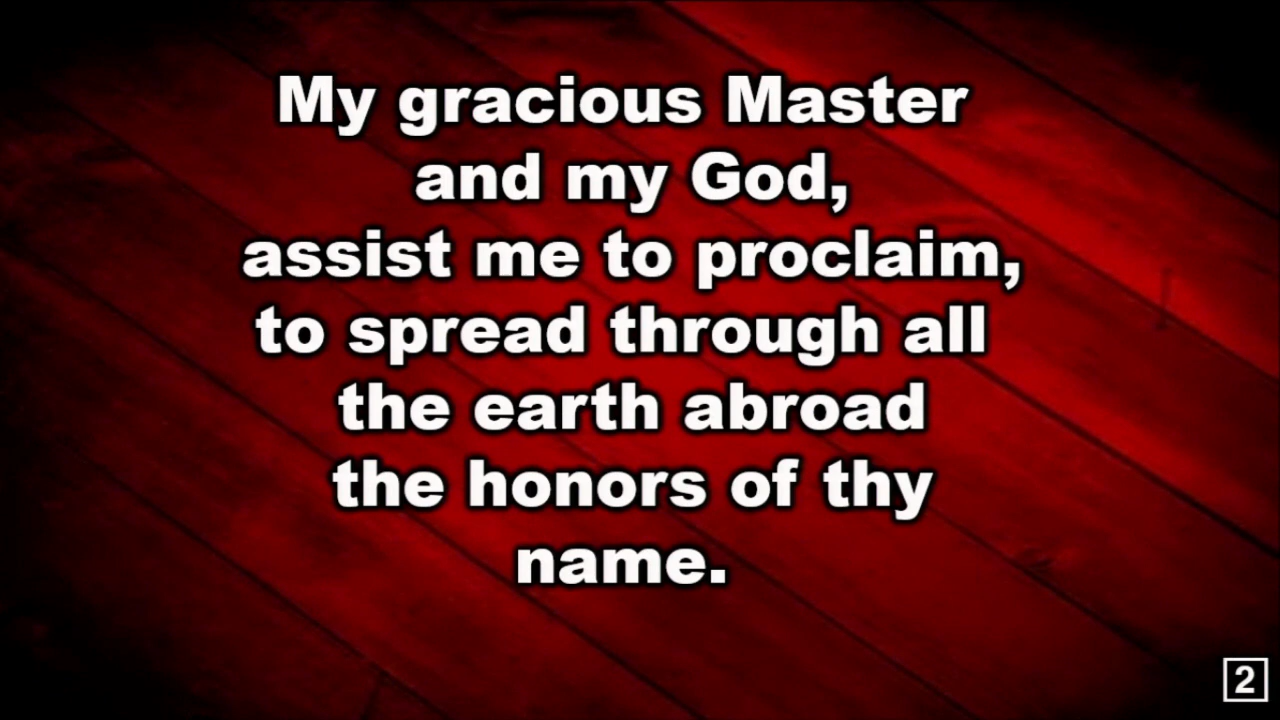 My gracious Master
and my God,
assist me to proclaim,
to spread through all
the earth abroad
the honors of thy
name.
2